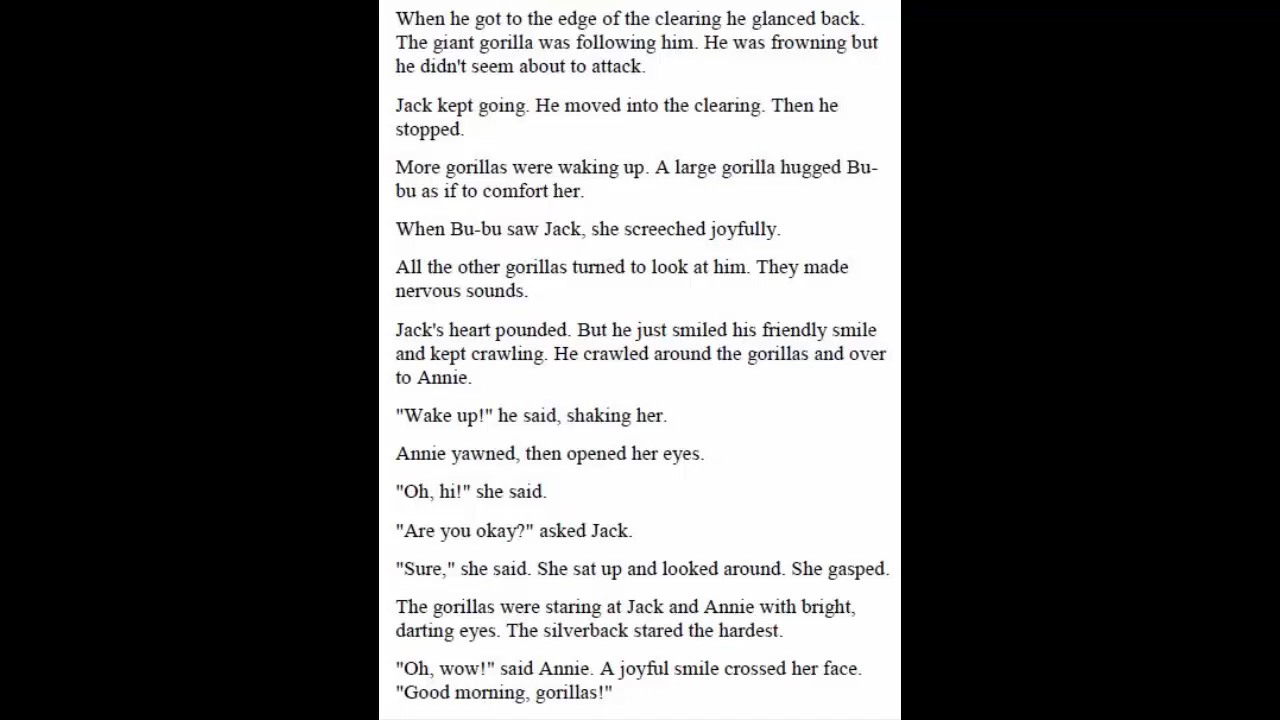 When he got to the edge of the clearing he glanced back.
The giant gorilla was following him. He was frowning but
he didn't seem about to attack.
Jack kept going. He moved into the clearing. Then he
stopped.
More gorillas were waking up. A large gorilla hugged Bu-
bu as if to comfort her.
When Bu-bu saw Jack, she screeched joyfully.
All the other gorillas turned to look at him. They made
nervous sounds.
Jack's heart pounded. But he just smiled his friendly smile
and kept crawling. He crawled around the gorillas and over
to Annie.
"Wake up!" he said, shaking her.
Annie yawned, then opened her eyes.
"Oh, hi!" she said.
"Are you okay?" asked Jack.
"Sure," she said. She sat up and looked around. She gasped.
The gorillas were staring at Jack and Annie with bright,
darting eyes. The silverback stared the hardest.
"Oh, wow!" said Annie. A joyful smile crossed her face.
"Good morning, gorillas!"